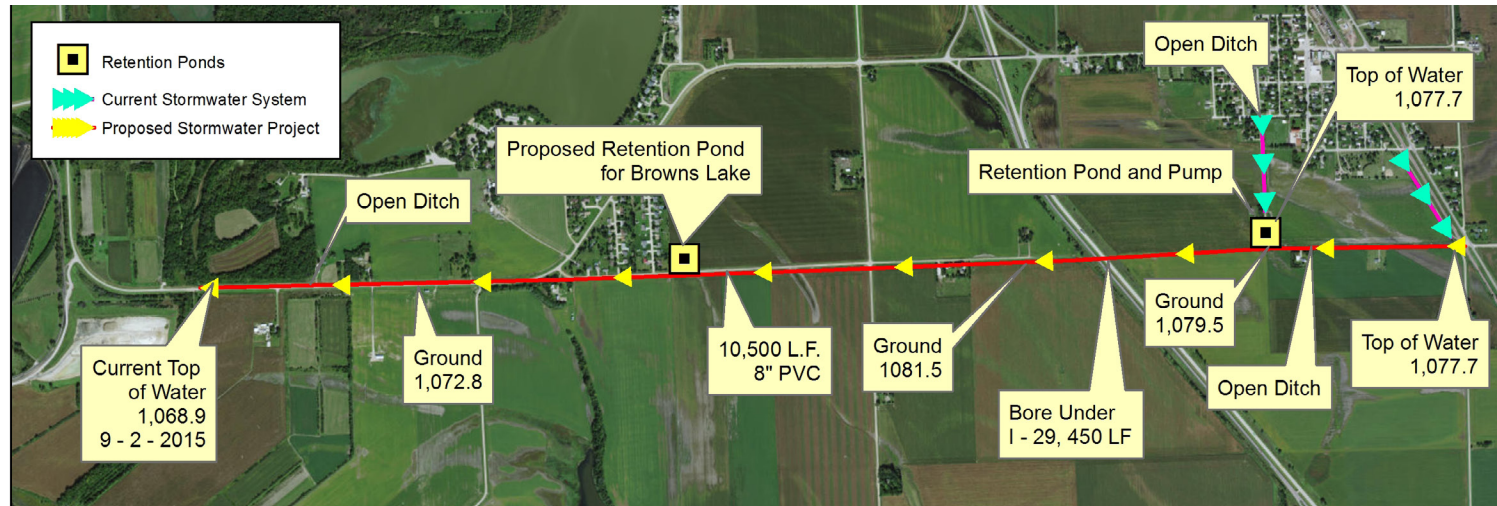 Retention Ponds
Current Stormwater System
Proposed Stormwater Project
Open Ditch
Top of Water
1,077.7
Proposed Retention Pond
for Browns Lake
Retention Pond and Pump
Open Ditch
Current Top
of Water
1,068.9
9 - 2 - 2015
Ground
1,072.8
10,500 L.F.
8" PVC
Ground
1081.5
Bore Under
I - 29, 450 LF
Ground
1,079.5
Open Ditch
Top of Water
1,077.7